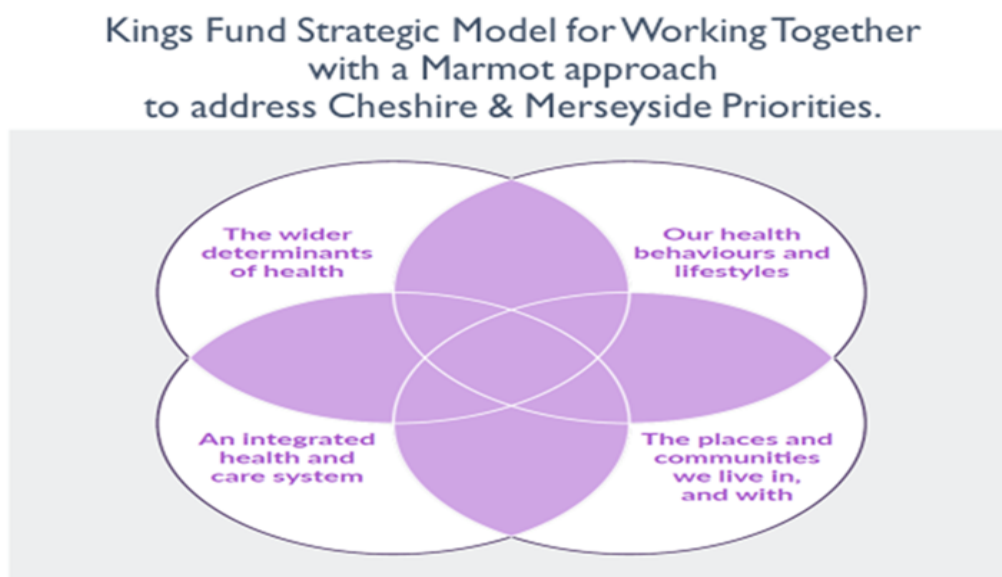 Kings Fund Strategic Model for Working Together
with a Marmot approach
to address Cheshire & Merseyside Priorities.
The wider
determinants
of health
Our health
behaviours and
lifestyles
An integrated
health and
care system
The places and
communities
we live in,
and with